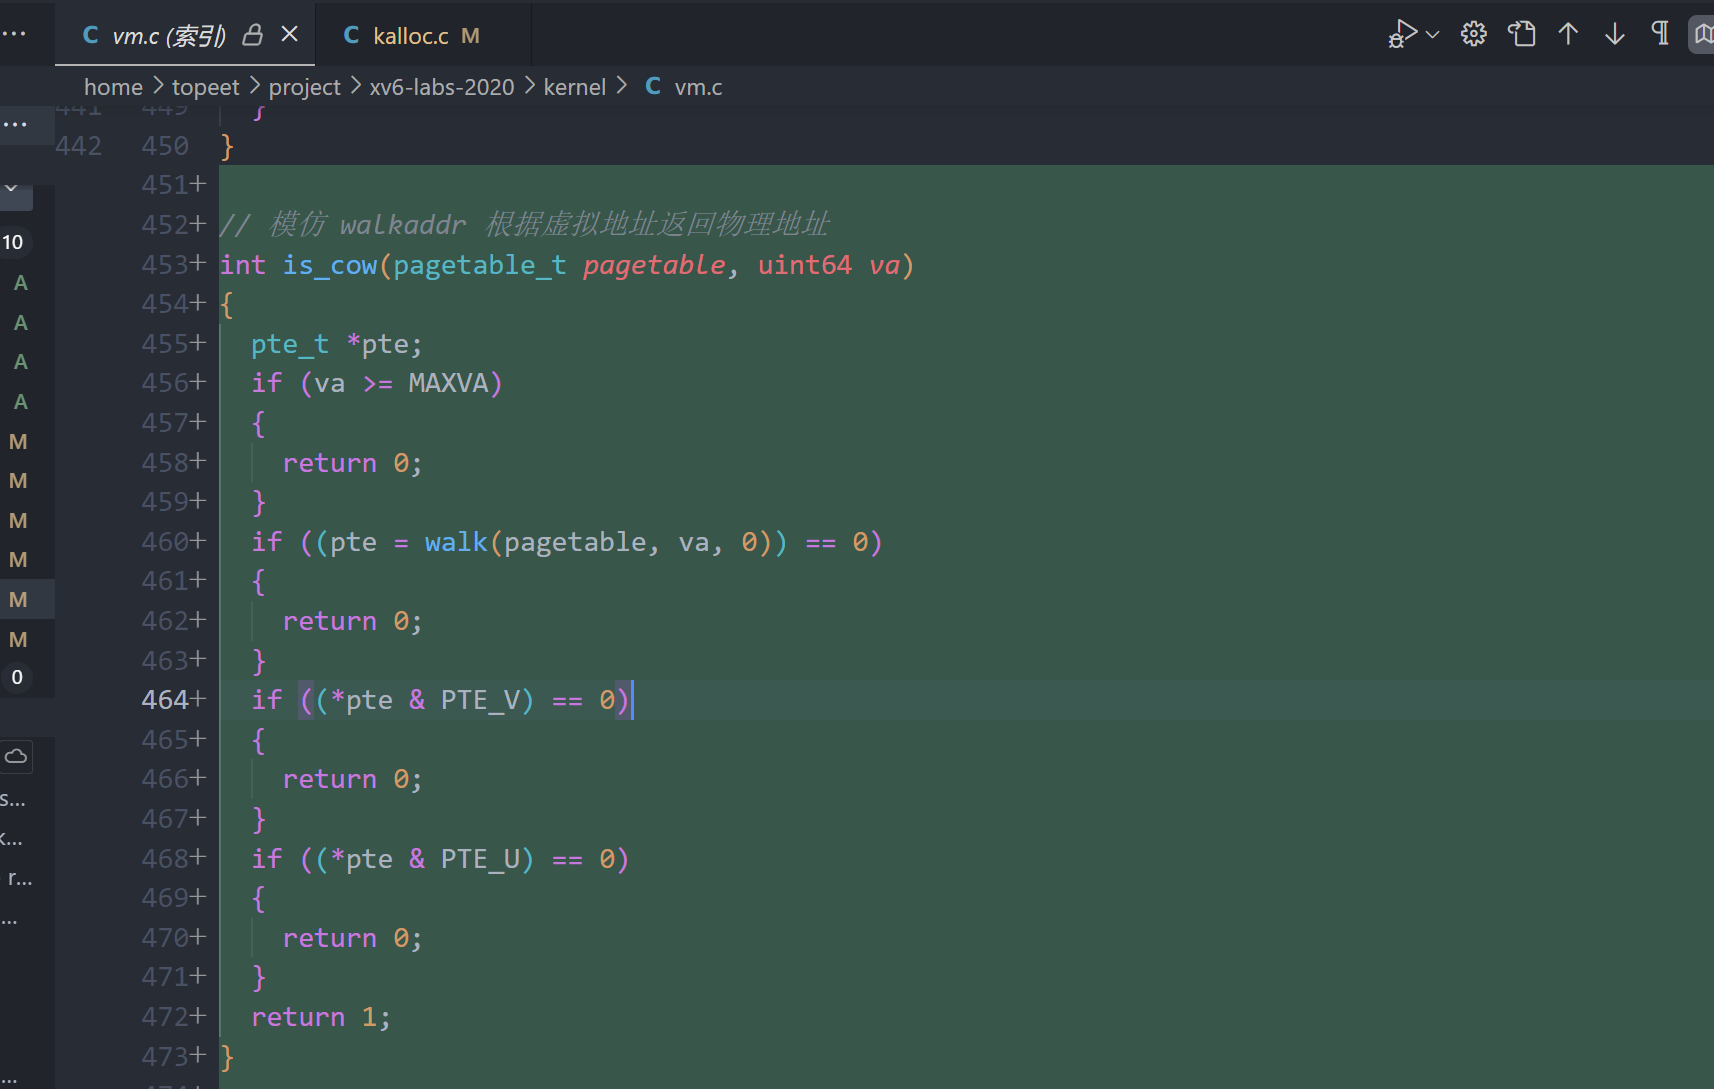 vm.c (索引)
kalloc.c M
home > topeet > project > xv6-labs-2020 > kernel > C vm.c
441 449 }
442 450 }
451+
452+ // 模仿 walkaddr 根据虚拟地址返回物理地址
453+ int is_cow(pagetable_t pagetable, uint64 va)
454+ {
455+ pte_t *pte;
456+ if (va >= MAXVA)
457+ {
458+ return 0;
459+ }
460+ if ((pte = walk(pagetable, va, 0)) == 0)
461+ {
462+ return 0;
463+ }
464+ if ((*pte & PTE_V) == 0)
465+ {
466+ return 0;
467+ }
468+ if ((*pte & PTE_U) == 0)
469+ {
470+ return 0;
471+ }
472+ return 1;
473+ }
10
A
A
A
A
M
M
M
M
M
M
0
s...
k...
r...
...
...